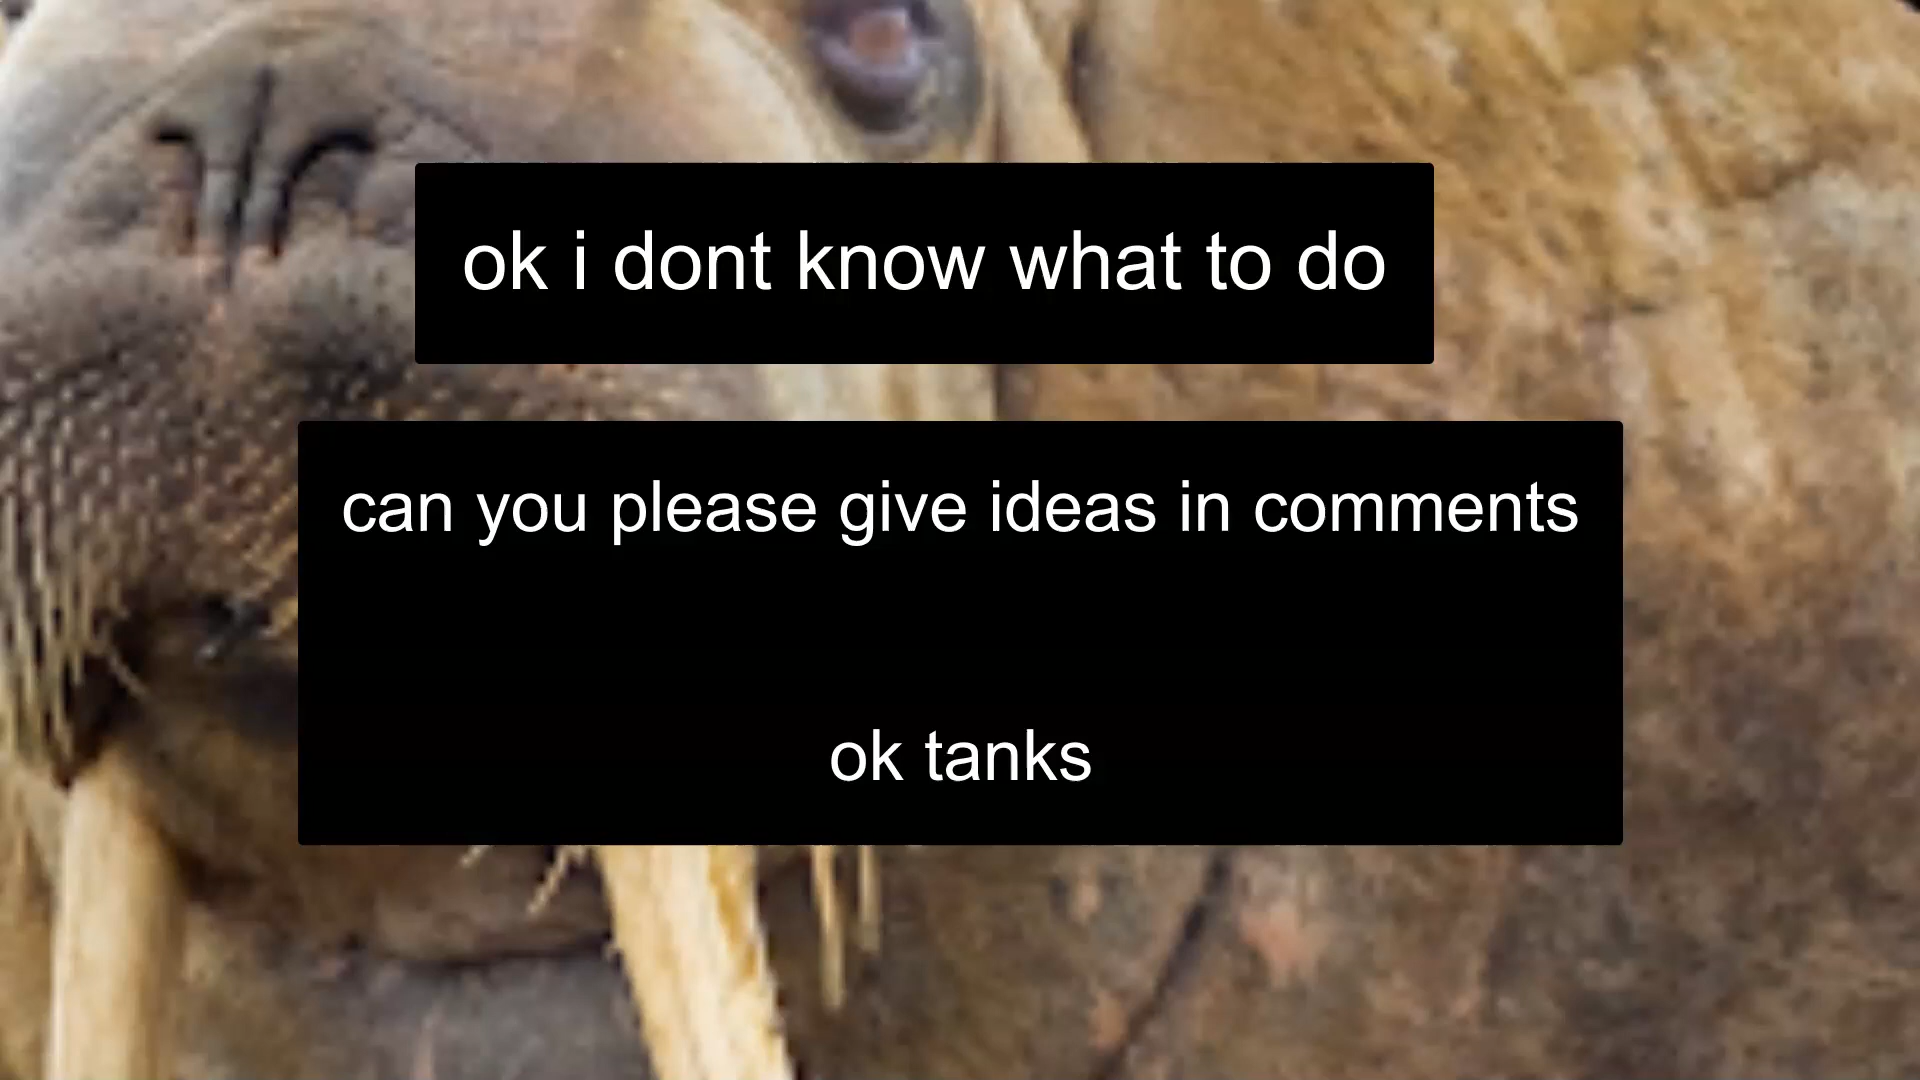 ok i dont know what to do
can you please give ideas in comments
ok tanks